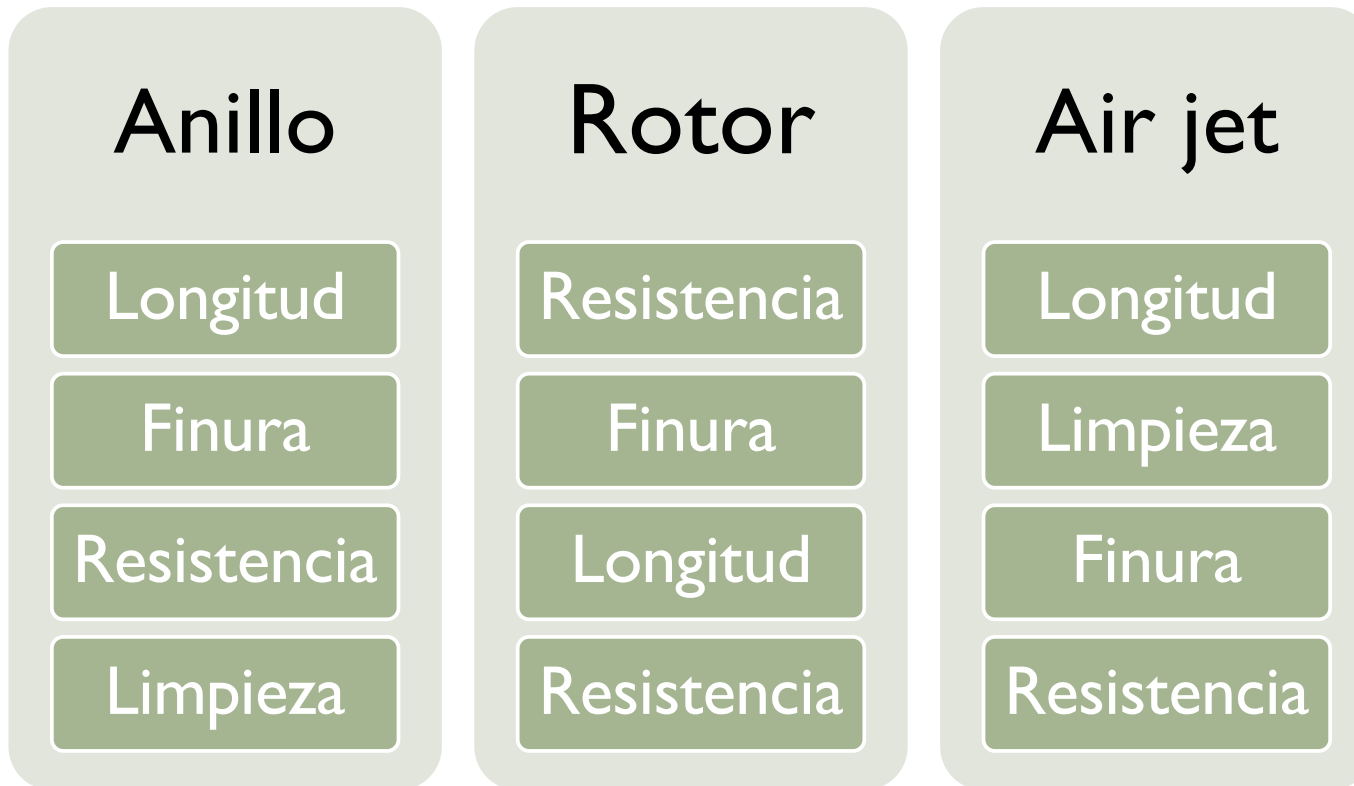 Anillo
Longitud
Finura
Resistencia
Limpieza
Rotor
Resistencia
Finura
Longitud
Resistencia
Air jet
Longitud
Limpieza
Finura
Resistencia